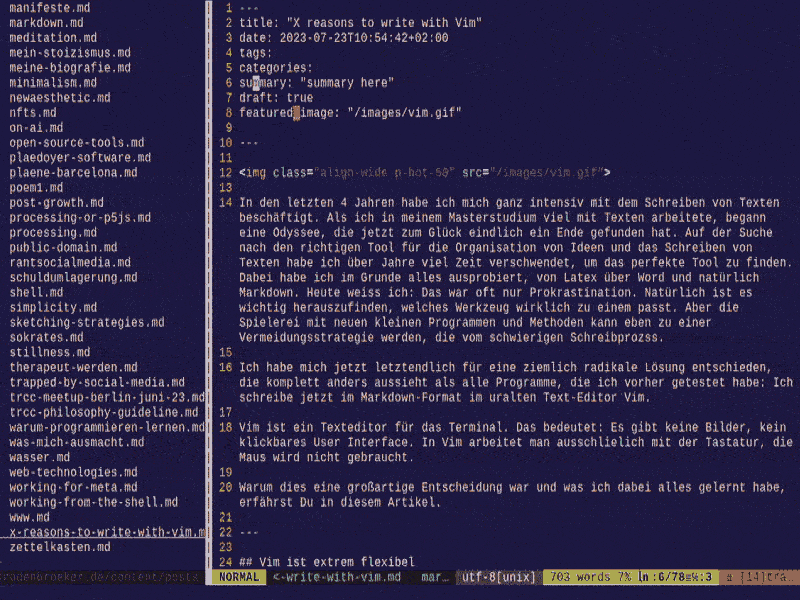 manifeste.md
markdown.md
meditation.md
mein-stoizismus.md
meine-biografie.md
minimalism.md
newaesthetic.md
nfts.md
on-ai.md
open-source-tools.md
plaedoyer-software.md
plaene-barcelona.md
poem1.md
post-growth.md
processing-or-p5js.md
processing.md
public-domain.md
rantsocialmedia.md
schuldumlagerung.md
shell.md
simplicity.md
sketching-strategies.md
sokrates.md
stillness.md
therapeut-werden.md
trapped-by-social-media.md
trcc-meetup-berlin-juni-23.md
trcc-philosophy-guideline.md
warum-programmieren-lernen.md
was-mich-ausmacht.md
wasser.md
web-technologies.md
working-for-meta.md
working-from-the-shell.md
www.md
x-reasons-to-write-with-vim.m
zettelkasten.md
1 ---
2 title: "X reasons to write with Vim"
3 date: 2023-07-23T10:54:42+02:00
4 tags:
5 categories:
6 summary: "summary here"
7 draft: true
8 featured_image: "/images/vim.gif"
9
10 ---
11
12 <img class="align-wide p-bot-50" src="/images/vim.gif">
13
14 In den letzten 4 Jahren habe ich mich ganz intensiv mit dem Schreiben von Texten
beschäftigt. Als ich in meinem Masterstudium viel mit Texten arbeitete, begann
eine Odyssee, die jetzt zum Glück eindlich ein Ende gefunden hat. Auf der Suche
nach den richtigen Tool für die Organisation von Ideen und das Schreiben von
Texten habe ich über Jahre viel Zeit verschwendet, um das perfekte Tool zu finden.
Dabei habe ich im Grunde alles ausprobiert, von Latex über Word und natürlich
Markdown. Heute weiss ich: Das war oft nur Prokrastination. Natürlich ist es
wichtig herauszufinden, welches Werkzeug wirklich zu einem passt. Aber die
Spielerei mit neuen kleinen Programmen und Methoden kann eben zu einer
Vermeidungsstrategie werden, die vom schwierigen Schreibprozss.
15
16 Ich habe mich jetzt letztendlich für eine ziemlich radikale Lösung entschieden,
die komplett anders aussieht als alle Programme, die ich vorher getestet habe: Ich
schreibe jetzt im Markdown-Format im uralten Text-Editor Vim.
17
18 Vim ist ein Texteditor für das Terminal. Das bedeutet: Es gibt keine Bilder, kein
klickbares User Interface. In Vim arbeitet man ausschlielich mit der Tastatur, die
Maus wird nicht gebraucht.
19
20 Warum dies eine großartige Entscheidung war und was ich dabei alles gelernt habe,
erfährst Du in diesem Artikel.
21
22 ---
23
24 ## Vim ist extrem flexibel
NORMAL <-write-with-vim.md mar… utf-8[unix] 703 words 7% ln:6/78 :3 [14]tra…